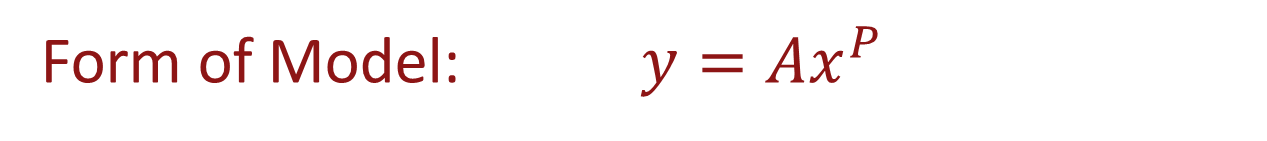 Form of Model: y = Ax^P